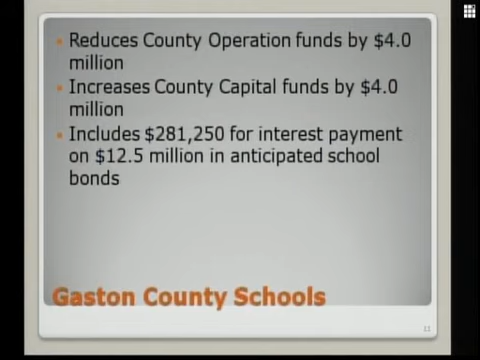 Reduces County Operation funds by $4.0
million
Increases County Capital funds by $4.0
million
Includes $281,250 for interest payment
on $12.5 million in anticipated school
bonds
Gaston County Schools